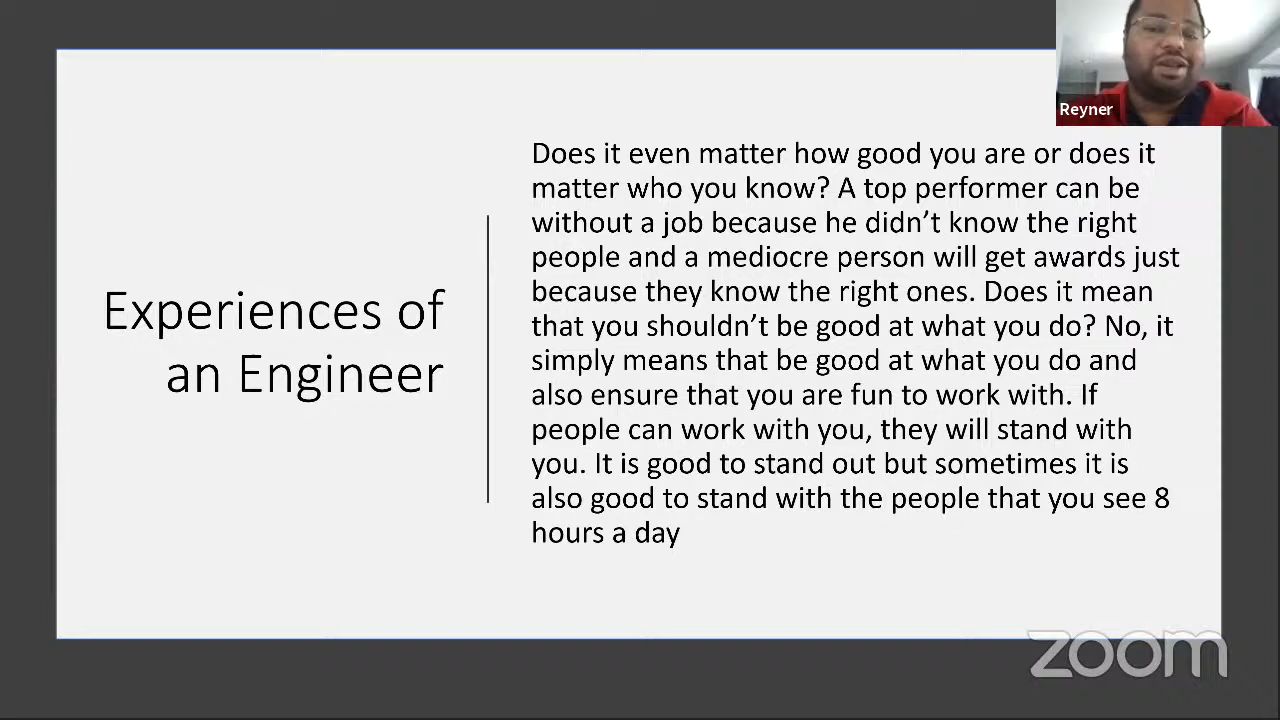 Reyner
Experiences of
an Engineer
Does it even matter how good you are or does it
matter who you know? A top performer can be
without a job because he didn’t know the right
people and a mediocre person will get awards just
because they know the right ones. Does it mean
that you shouldn’t be good at what you do? No, it
simply means that be good at what you do and
also ensure that you are fun to work with. If
people can work with you, they will stand with
you. It is good to stand out but sometimes it is
also good to stand with the people that you see 8
hours a day
zoom